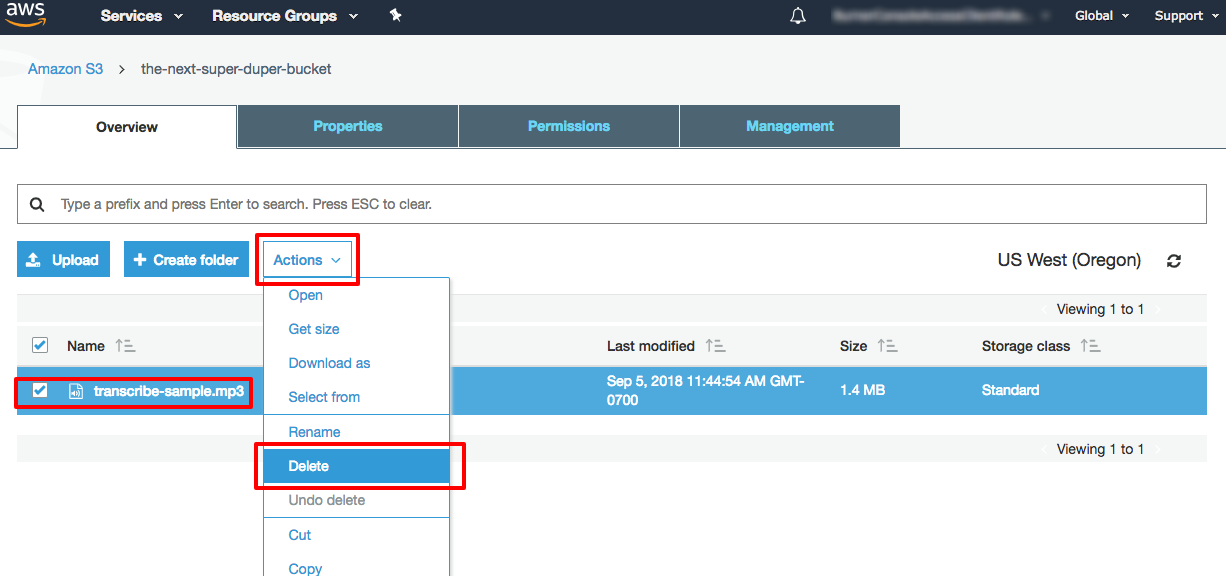 aws Services Resource Groups Global Support
Amazon S3 > the-next-super-duper-bucket
Overview Properties Permissions Management
Type a prefix and press Enter to search. Press ESC to clear.
Upload Create folder Actions US West (Oregon)
Open
Viewing 1 to 1
Get size
Name Last modified Size Storage class
Download as
transcribe-sample.mp3 Sep 5, 2018 11:44:54 AM GMT-
0700 1.4 MB Standard
Select from
Rename
Viewing 1 to 1
Delete
Undo delete
Cut
Copy